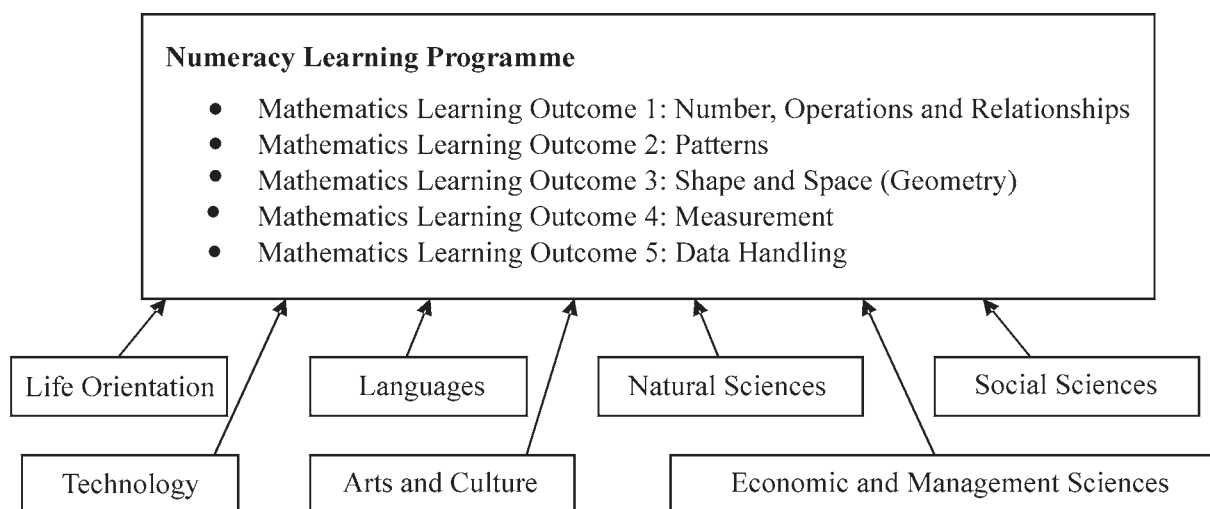 Numeracy Learning Programme
• Mathematics Learning Outcome 1: Number, Operations and Relationships
• Mathematics Learning Outcome 2: Patterns
• Mathematics Learning Outcome 3: Shape and Space (Geometry)
• Mathematics Learning Outcome 4: Measurement
• Mathematics Learning Outcome 5: Data Handling
Life Orientation
Languages
Natural Sciences
Social Sciences
Technology
Arts and Culture
Economic and Management Sciences